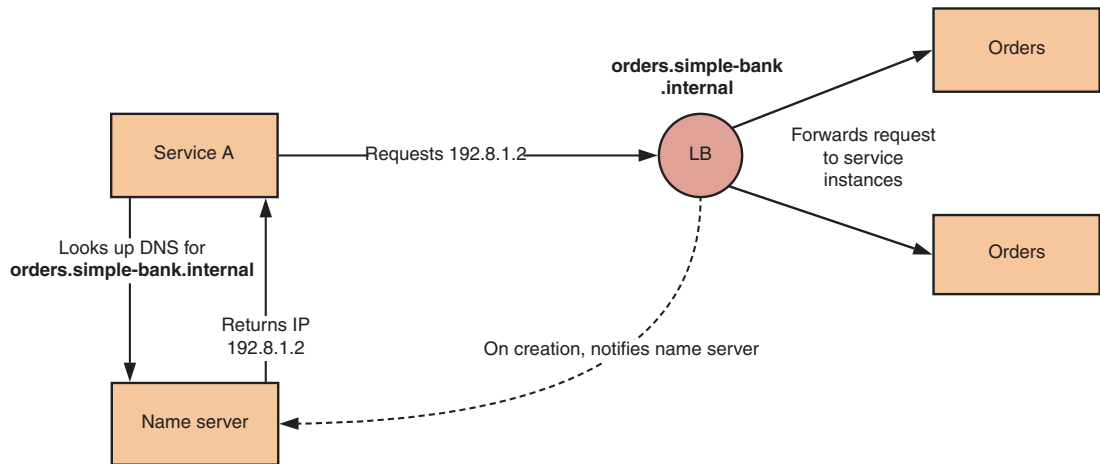 Orders
orders.simple-bank
.internal
Service A
Requests 192.8.1.2
LB
Forwards request
to service
instances
Looks up DNS for
orders.simple-bank.internal
Orders
Returns IP
192.8.1.2
On creation, notifies name server
Name server